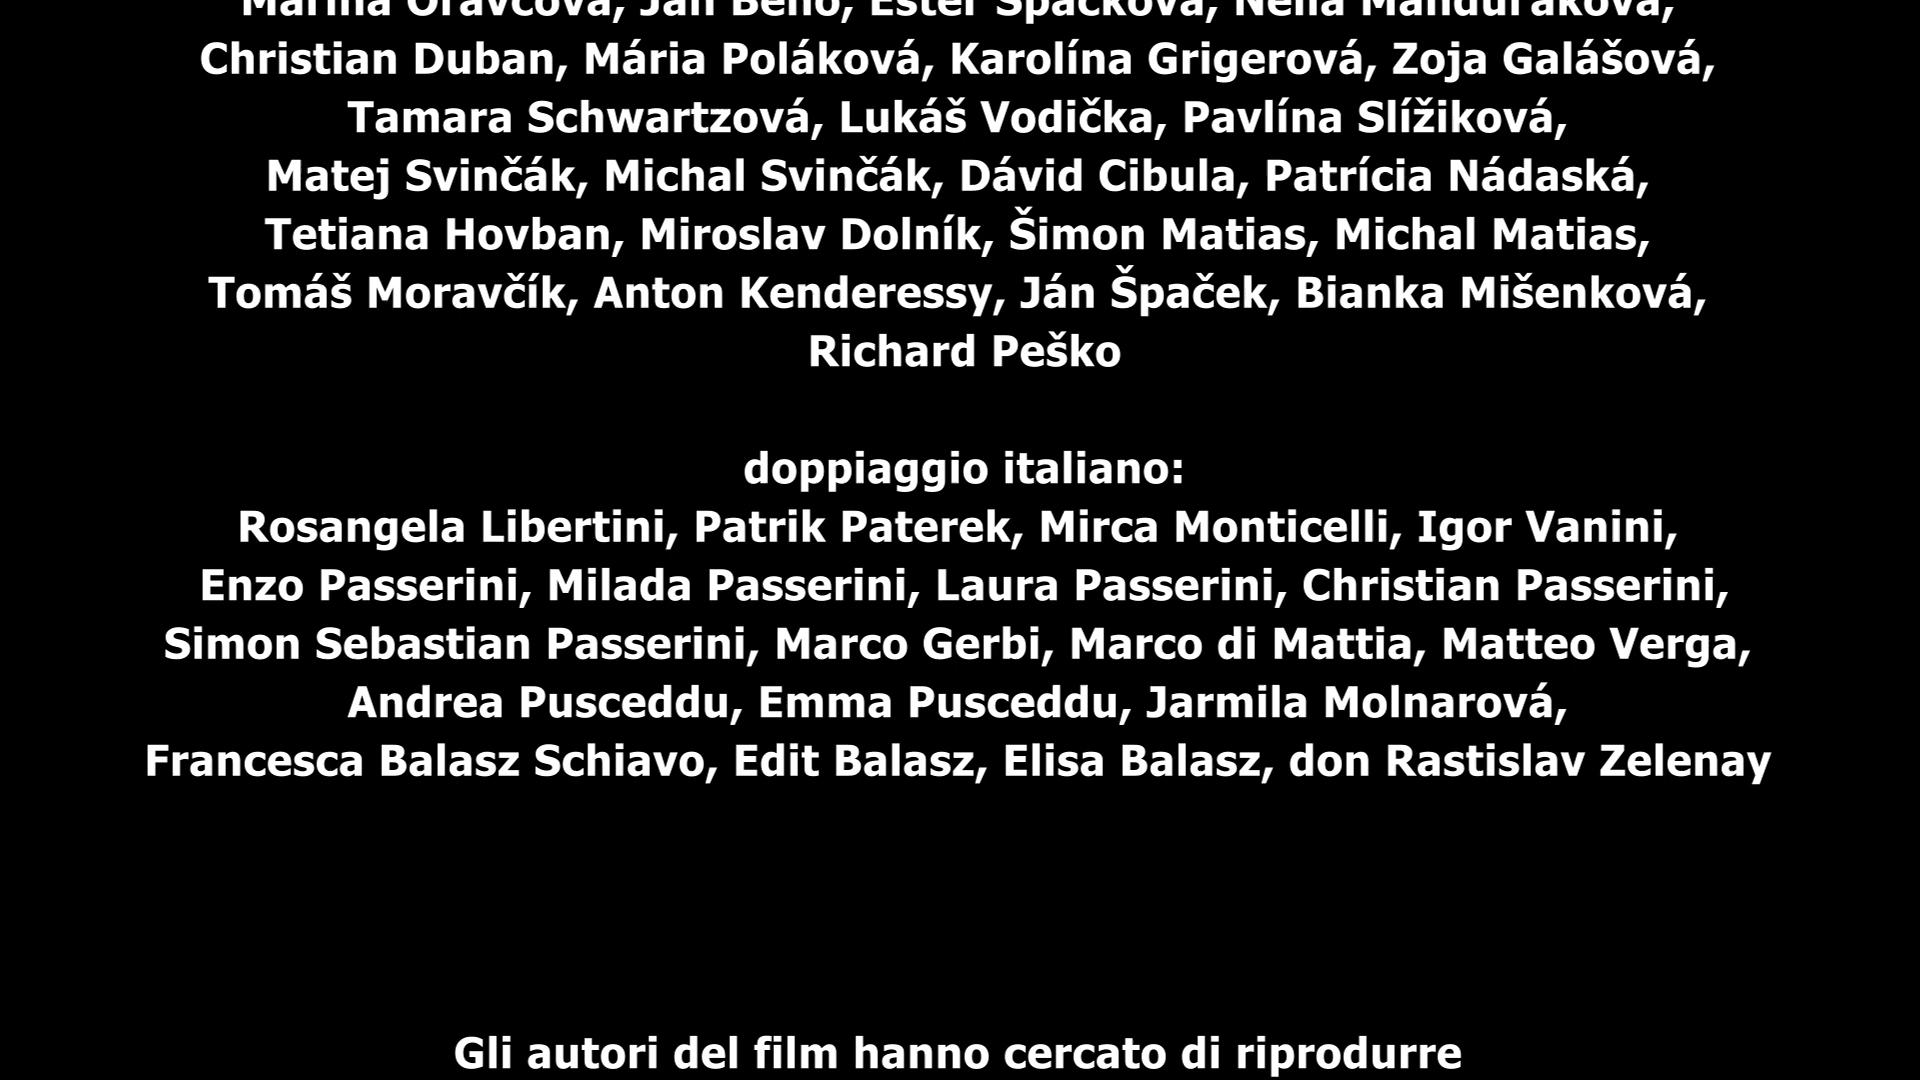 Ján Beňo, Ester Špačková, Nella
Christian Duban, Mária Poláková, Karolína Grigerová, Zoja Galášová,
Tamara Schwartzová, Lukáš Vodička, Pavlína Slížiková,
Matej Svinčák, Michal Svinčák, Dávid Cibula, Patrícia Nádaská,
Tetiana Hovban, Miroslav Dolník, Šimon Matias, Michal Matias,
Tomáš Moravčík, Anton Kenderessy, Ján Špaček, Bianka Mišenková,
Richard Peško
doppiaggio italiano:
Rosangela Libertini, Patrik Paterek, Mirca Monticelli, Igor Vanini,
Enzo Passerini, Milada Passerini, Laura Passerini, Christian Passerini,
Simon Sebastian Passerini, Marco Gerbi, Marco di Mattia, Matteo Verga,
Andrea Pusceddu, Emma Pusceddu, Jarmila Molnarová,
Francesca Balasz Schiavo, Edit Balasz, Elisa Balasz, don Rastislav Zelenay
Gli autori del film hanno cercato di riprodurre